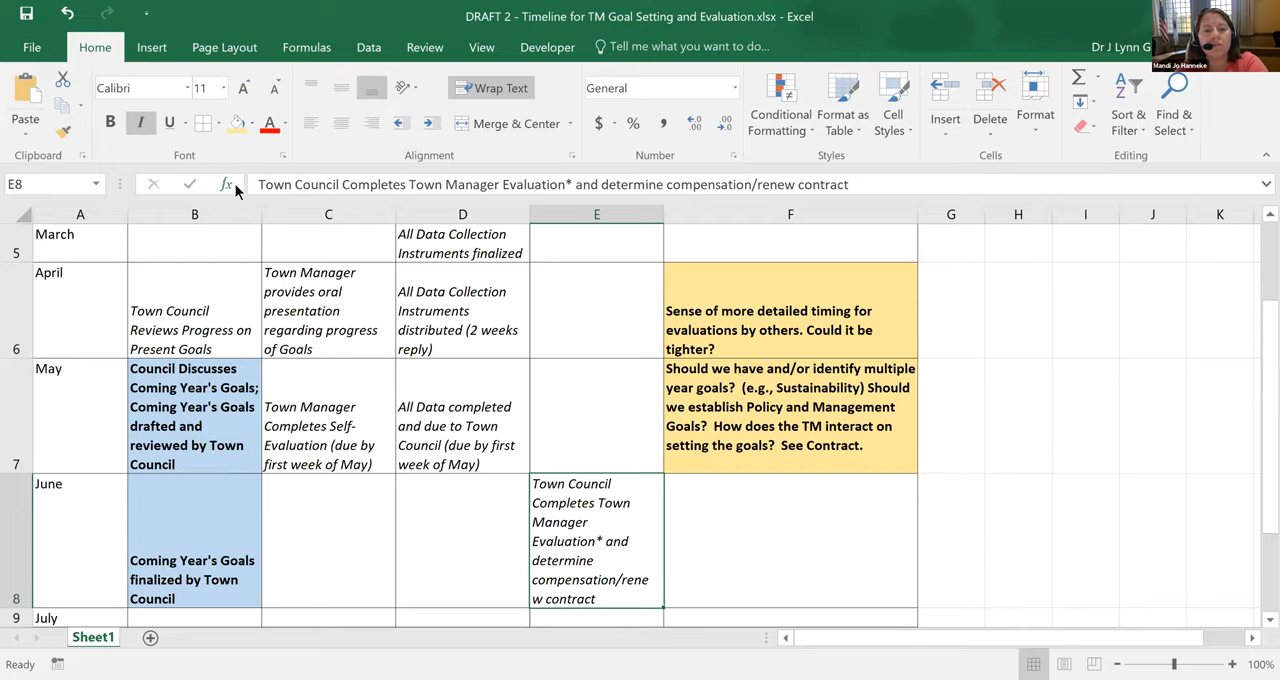 DRAFT 2 - Timeline for TM Goal Setting and Evaluation.xlsx - Excel
Dr J Lynn G
Mandi Jo Hanneke
File
Home
Insert
Page Layout
Formulas
Data
Review
View
Developer
Tell me what you want to do...
Paste
Clipboard
Calibri
11
B I U
Font
Wrap Text
Merge & Center
Alignment
General
$ % ,
Number
Conditional Formatting
Format as Table
Cell Styles
Styles
Insert
Delete
Format
Cells
Sort & Filter
Find & Select
Editing
E8
fx
Town Council Completes Town Manager Evaluation* and determine compensation/renew contract
A B C D E F G H I J K
5
March
All Data Collection
Instruments finalized
6
April
Town Council
Reviews Progress on
Present Goals
Town Manager
provides oral
presentation
regarding progress
of Goals
All Data Collection
Instruments
distributed (2 weeks
reply)
Sense of more detailed timing for
evaluations by others. Could it be
tighter?
7
May
Council Discusses
Coming Year's Goals;
Coming Year's Goals
drafted and
reviewed by Town
Council
Town Manager
Completes Self-
Evaluation (due by
first week of May)
All Data completed
and due to Town
Council (due by first
week of May)
Should we have and/or identify multiple
year goals? (e.g., Sustainability) Should
we establish Policy and Management
Goals? How does the TM interact on
setting the goals? See Contract.
8
June
Coming Year's Goals
finalized by Town
Council
Town Council
Completes Town
Manager
Evaluation* and
determine
compensation/rene
w contract
9
July
Sheet1
Ready
100%